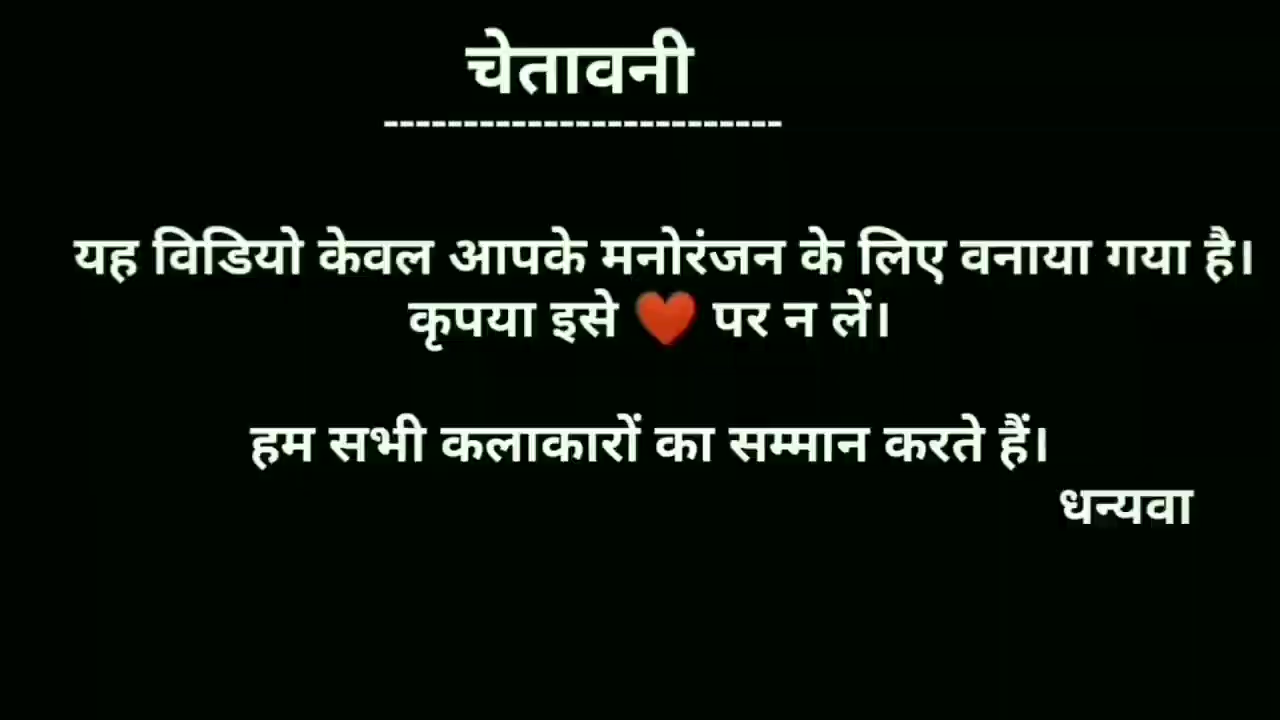 चेतावनी
-------------------------
यह विडियो केवल आपके मनोरंजन के लिए वनाया गया है।
कृपया इसे ❤️ पर न लें।
हम सभी कलाकारों का सम्मान करते हैं।
धन्यवा